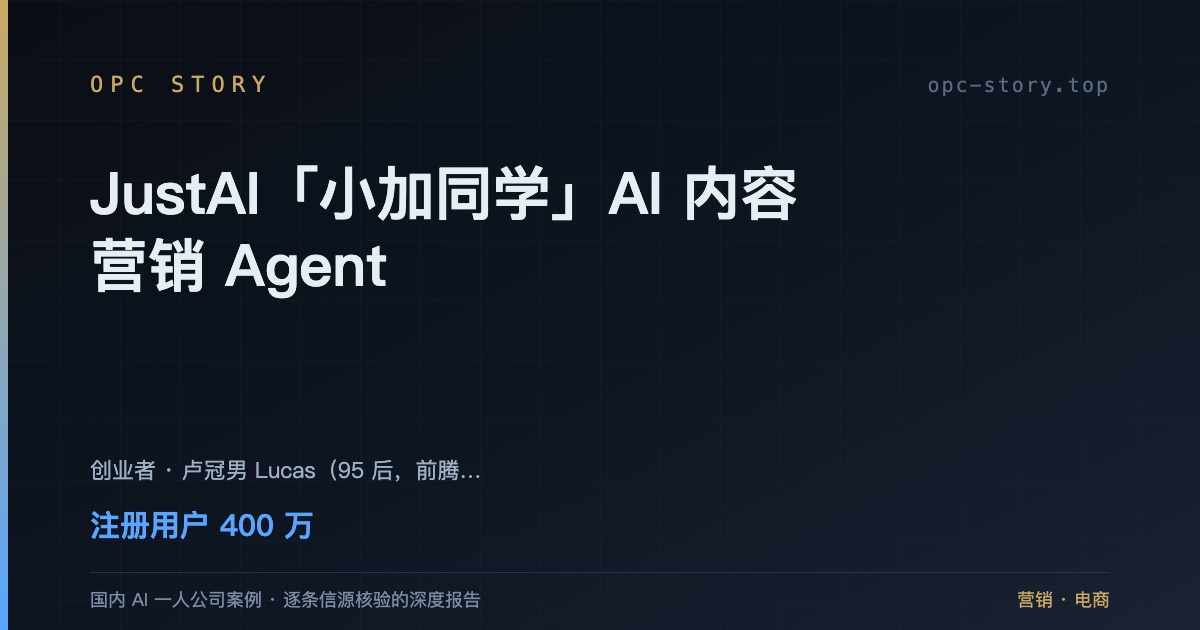 OPC STORY
opc-story.top
JustAI「小加同学」AI 内容
营销 Agent
创业者 · 卢冠男 Lucas（95 后，前腾…
注册用户 400 万
国内 AI 一人公司案例 · 逐条信源核验的深度报告
营销 · 电商